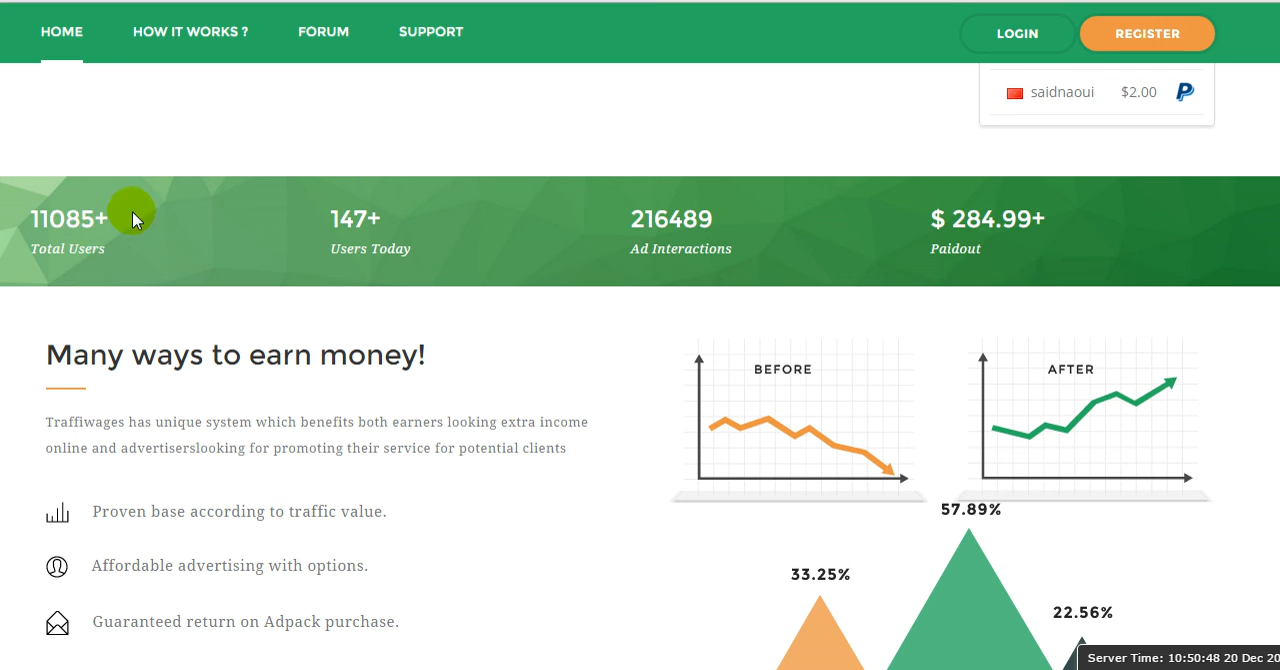 HOME HOW IT WORKS ? FORUM SUPPORT LOGIN REGISTER
saidnaoui $2.00
11085+ 147+ 216489 $ 284.99+
Total Users Users Today Ad Interactions Paidout
Many ways to earn money!
Traffiwages has unique system which benefits both earners looking extra income
online and advertiserslooking for promoting their service for potential clients
Proven base according to traffic value.
Affordable advertising with options.
Guaranteed return on Adpack purchase.
BEFORE AFTER
57.89%
33.25%
22.56%
Server Time: 10:50:48 20 Dec 20